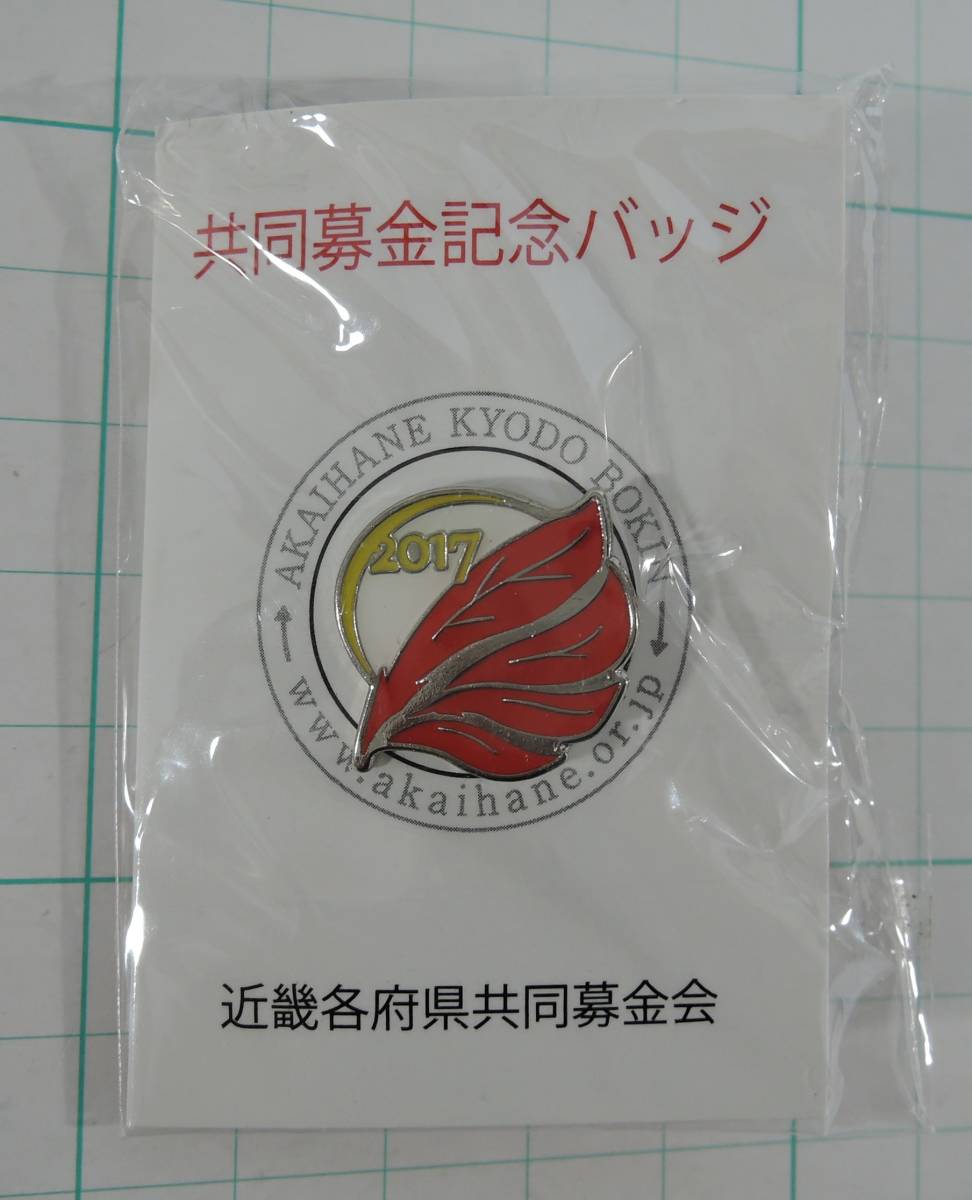 共同募金記念バッジ
AKAIHANE KYODO BOKIN
2017
www.akaihane.or.jp
近畿各府県共同募金会